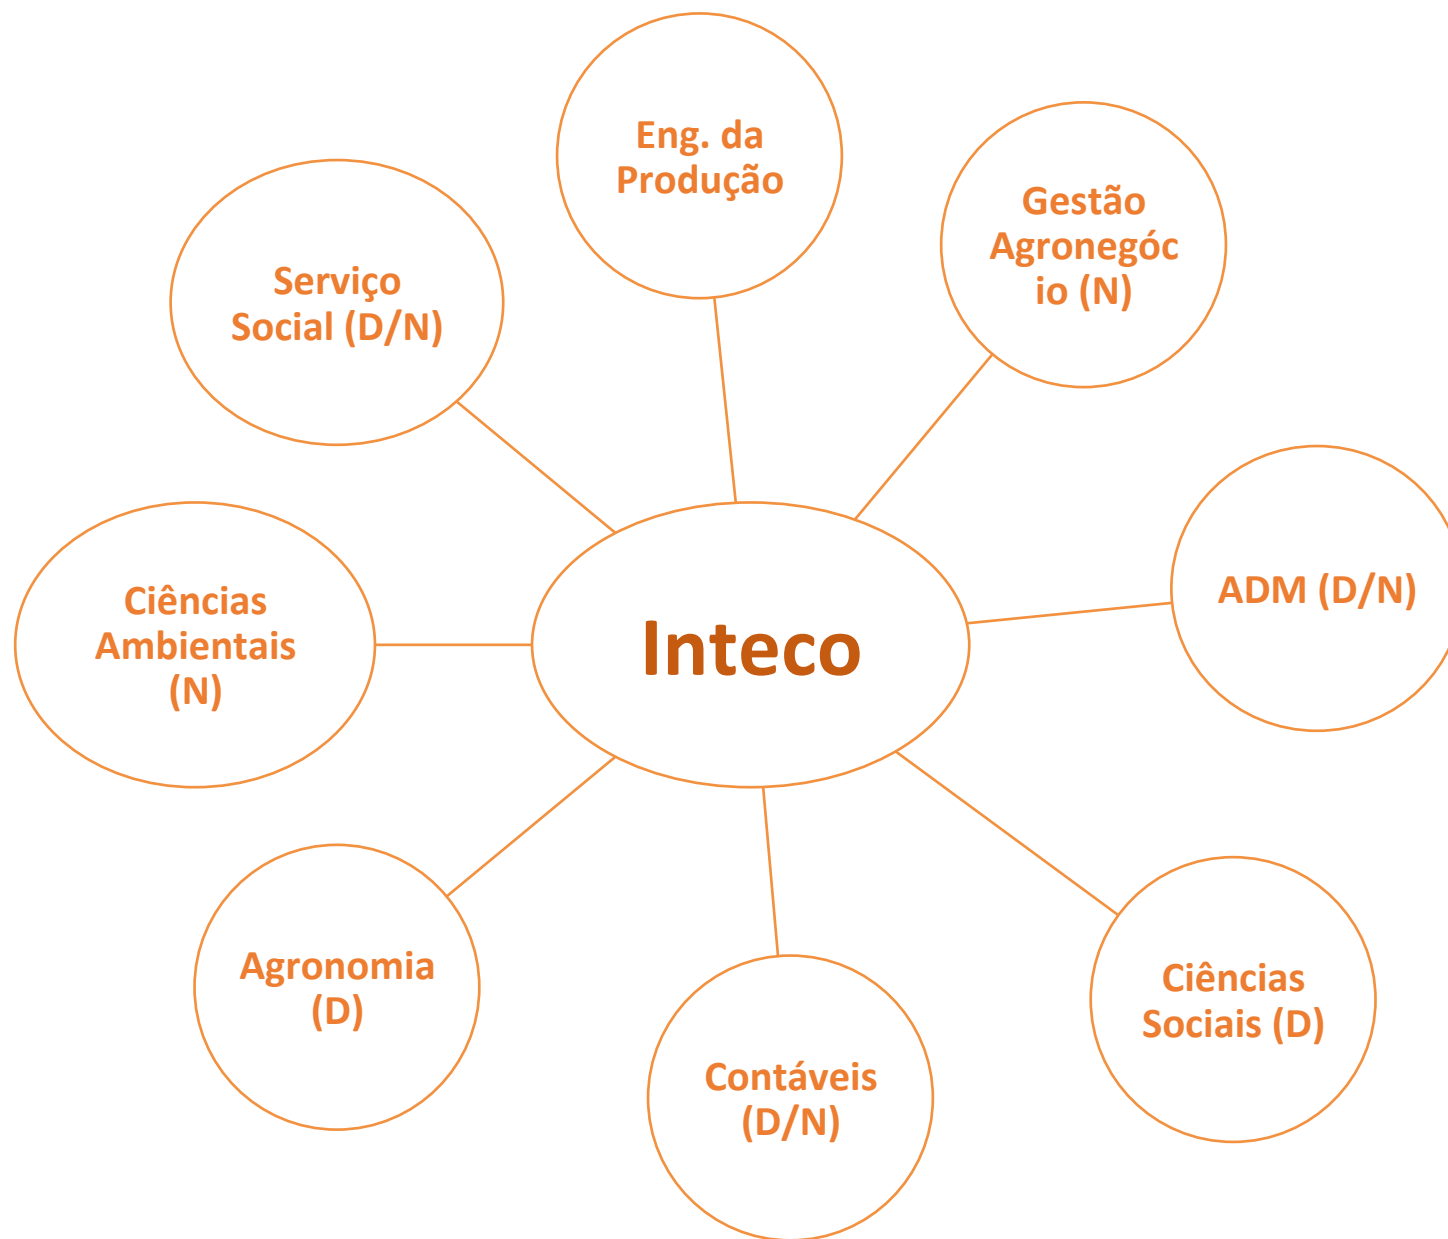 Eng. da
Produção
Gestão
Agronegóc
io (N)
Serviço
Social (D/N)
ADM (D/N)
Ciências
Ambientais
(N)
Inteco
Agronomia
(D)
Ciências
Sociais (D)
Contáveis
(D/N)